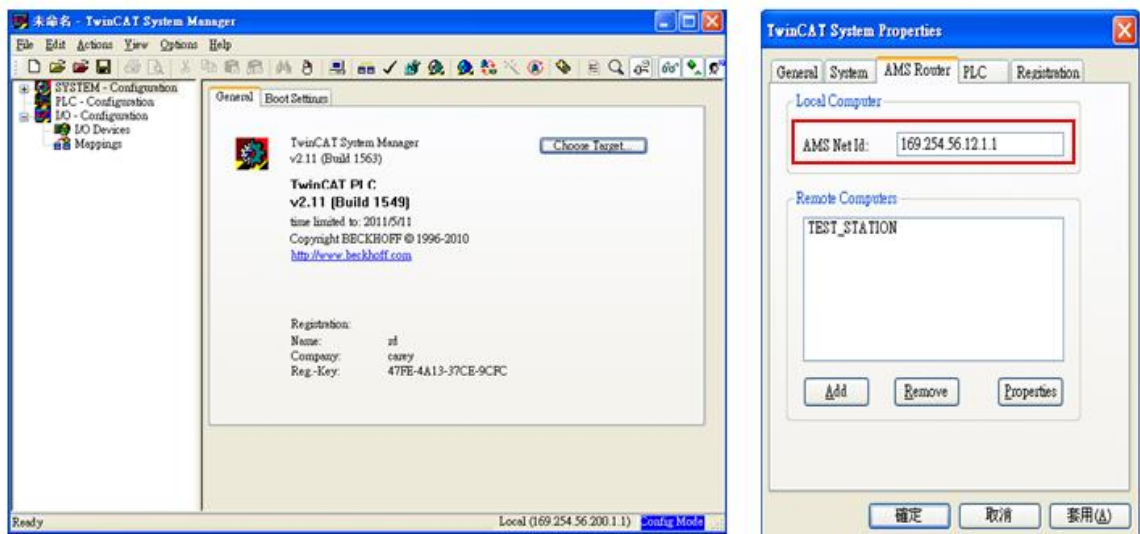 未命名 - TwinCAT System Manager
File Edit Actions View Options Help
SYSTEM - Configuration
PLC - Configuration
I/O - Configuration
I/O Devices
Mappings
General Boot Settings
TwinCAT System Manager
v2.11 (Build 1563)
Choose Target...
TwinCAT PLC
v2.11 (Build 1549)
time limited to: 2011/5/11
Copyright BECKHOFF © 1996-2010
http://www.beckhoff.com
Registration:
Name: rd
Company: carey
Reg.-Key: 47FE-4A13-37CE-9CFC
Ready
Local (169.254.56.200.1.1) Config Mode
TwinCAT System Properties
General System AMS Router PLC Registration
Local Computer
AMS Net Id: 169.254.56.12.1.1
Remote Computers
TEST_STATION
Add Remove Properties
確定 取消 套用(A)